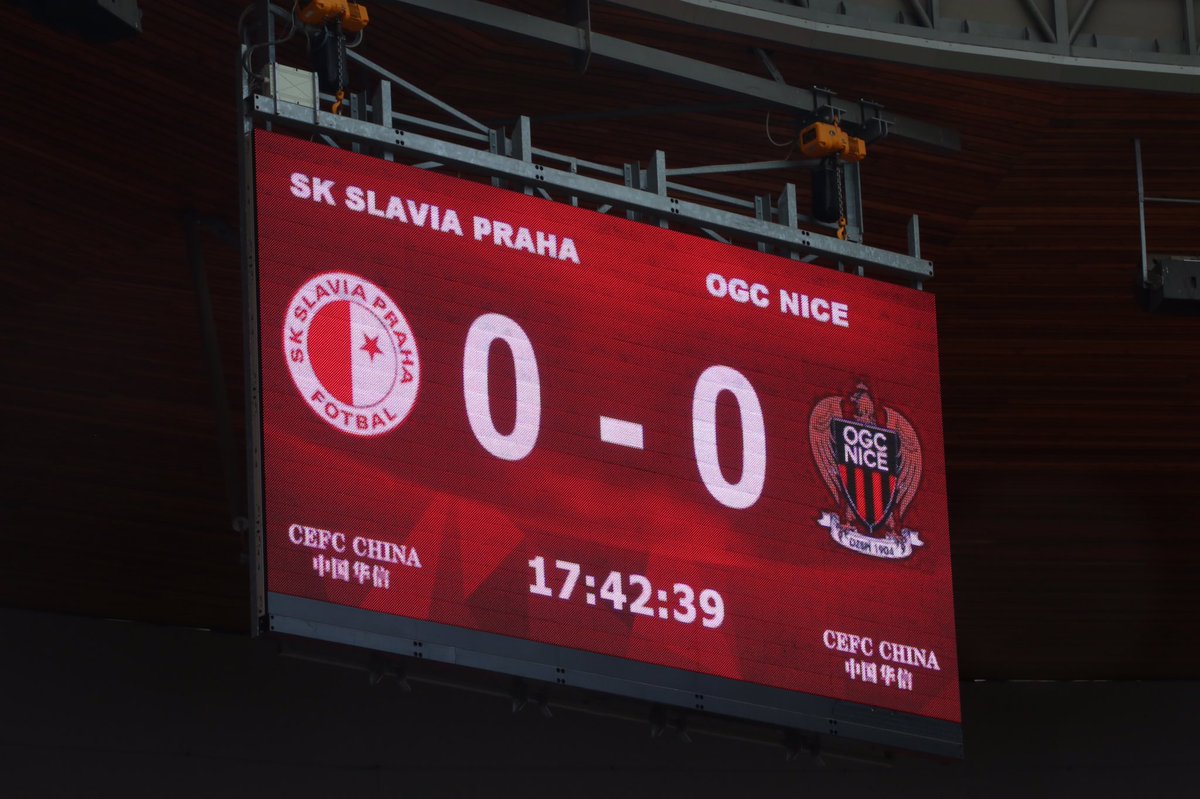 SK SLAVIA PRAHA
OGC NICE
SK SLAVIA PRAHA
FOTBAL
0 - 0
OGC
NICE
CEFC CHINA
中国华信
17:42:39
CEFC CHINA
中国华信